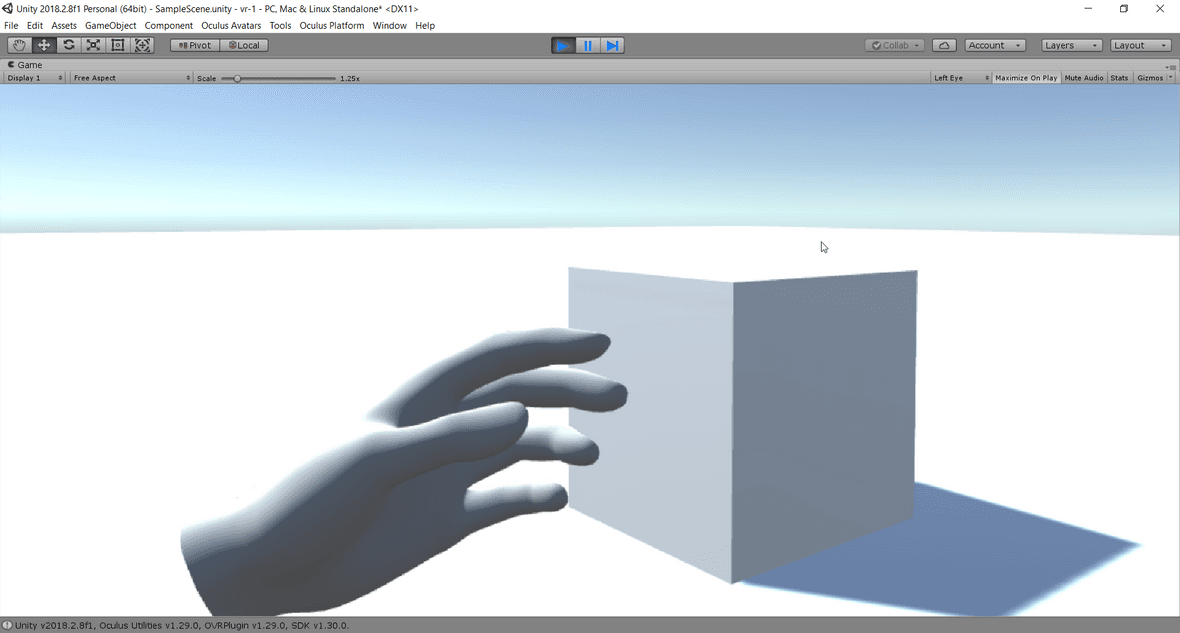 Unity 2018.2.8f1 Personal (64bit) - SampleScene.unity - vr-1 - PC, Mac & Linux Standalone* <DX11>
File Edit Assets GameObject Component Oculus Avatars Tools Oculus Platform Window Help
Pivot Local Collab Account Layers Layout
Game
Display 1 Free Aspect Scale 1.25x Left Eye Maximize On Play Mute Audio Stats Gizmos
Unity v2018.2.8f1, Oculus Utilities v1.29.0, OVRPlugin v1.29.0, SDK v1.30.0.